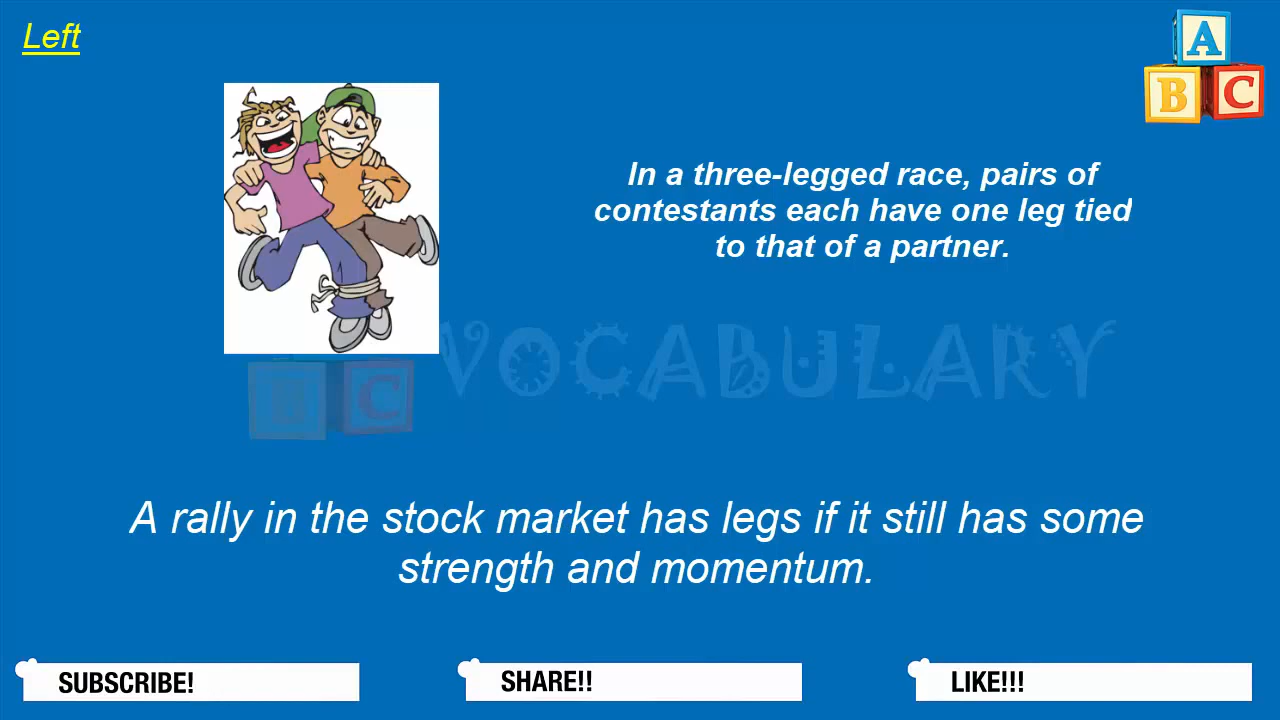 Left
A
B C
In a three-legged race, pairs of
contestants each have one leg tied
to that of a partner.
B C VOCABULARY
A rally in the stock market has legs if it still has some
strength and momentum.
SUBSCRIBE! SHARE!! LIKE!!!